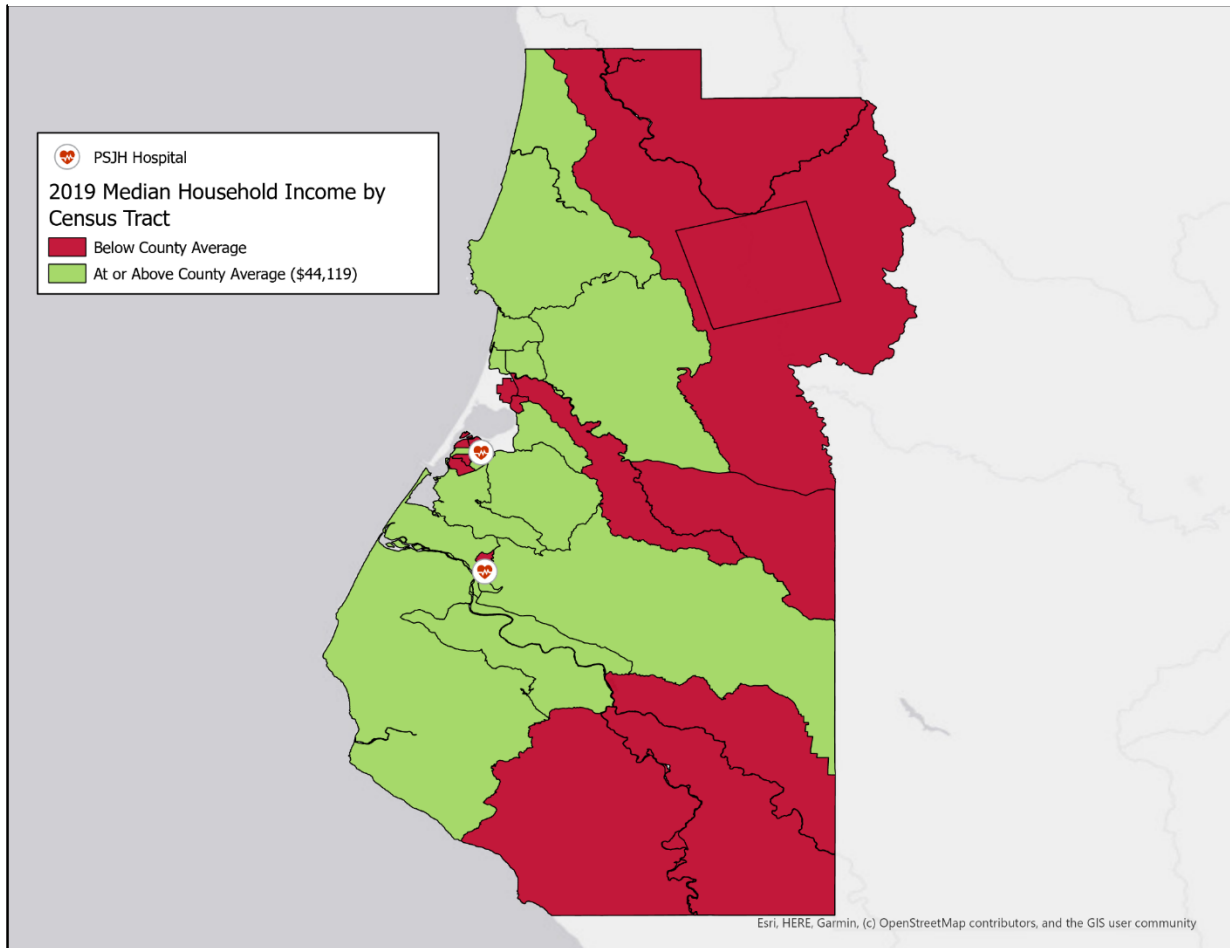 PSJH Hospital
2019 Median Household Income by
Census Tract
Below County Average
At or Above County Average ($44,119)
Esri, HERE, Garmin, (c) OpenStreetMap contributors, and the GIS user community